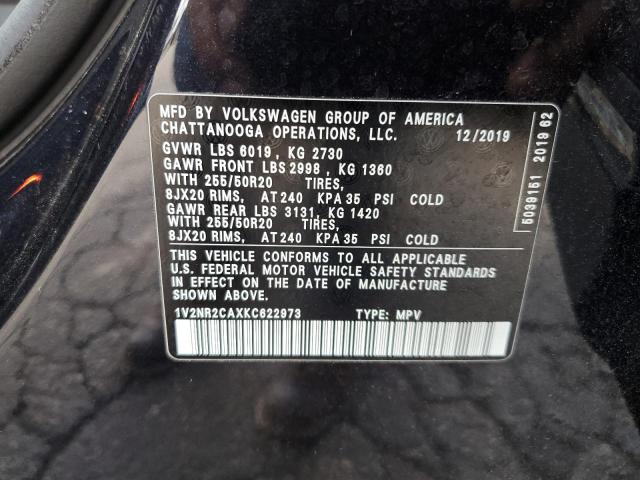 MFD BY VOLKSWAGEN GROUP OF AMERICA
CHATTANOOGA OPERATIONS, LLC. 12/2019
GVWR LBS 6019 , KG 2730
GAWR FRONT LBS 2998 , KG 1360
WITH 255/50R20 TIRES,
8JX20 RIMS, AT 240 KPA 35 PSI COLD
GAWR REAR LBS 3131, KG 1420
WITH 255/50R20 TIRES,
8JX20 RIMS, AT 240 KPA 35 PSI COLD
THIS VEHICLE CONFORMS TO ALL APPLICABLE
U.S. FEDERAL MOTOR VEHICLE SAFETY STANDARDS
IN EFFECT ON THE DATE OF MANUFACTURE
SHOWN ABOVE.
1V2NR2CAXKC622973 TYPE: MPV
5039151 2019 62